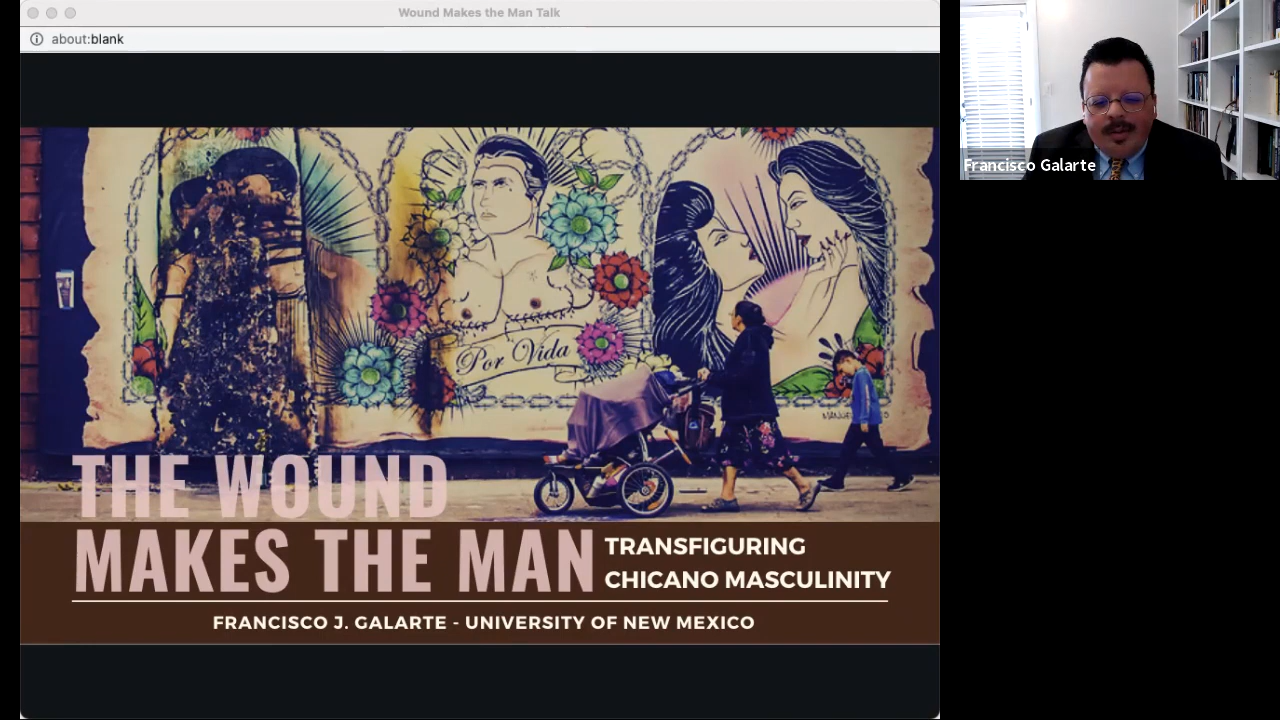 Wound Makes the Man Talk
about:blank
Francisco Galarte
Por Vida
THE WOUND
MAKES THE MAN
TRANSFIGURING
CHICANO MASCULINITY
FRANCISCO J. GALARTE - UNIVERSITY OF NEW MEXICO